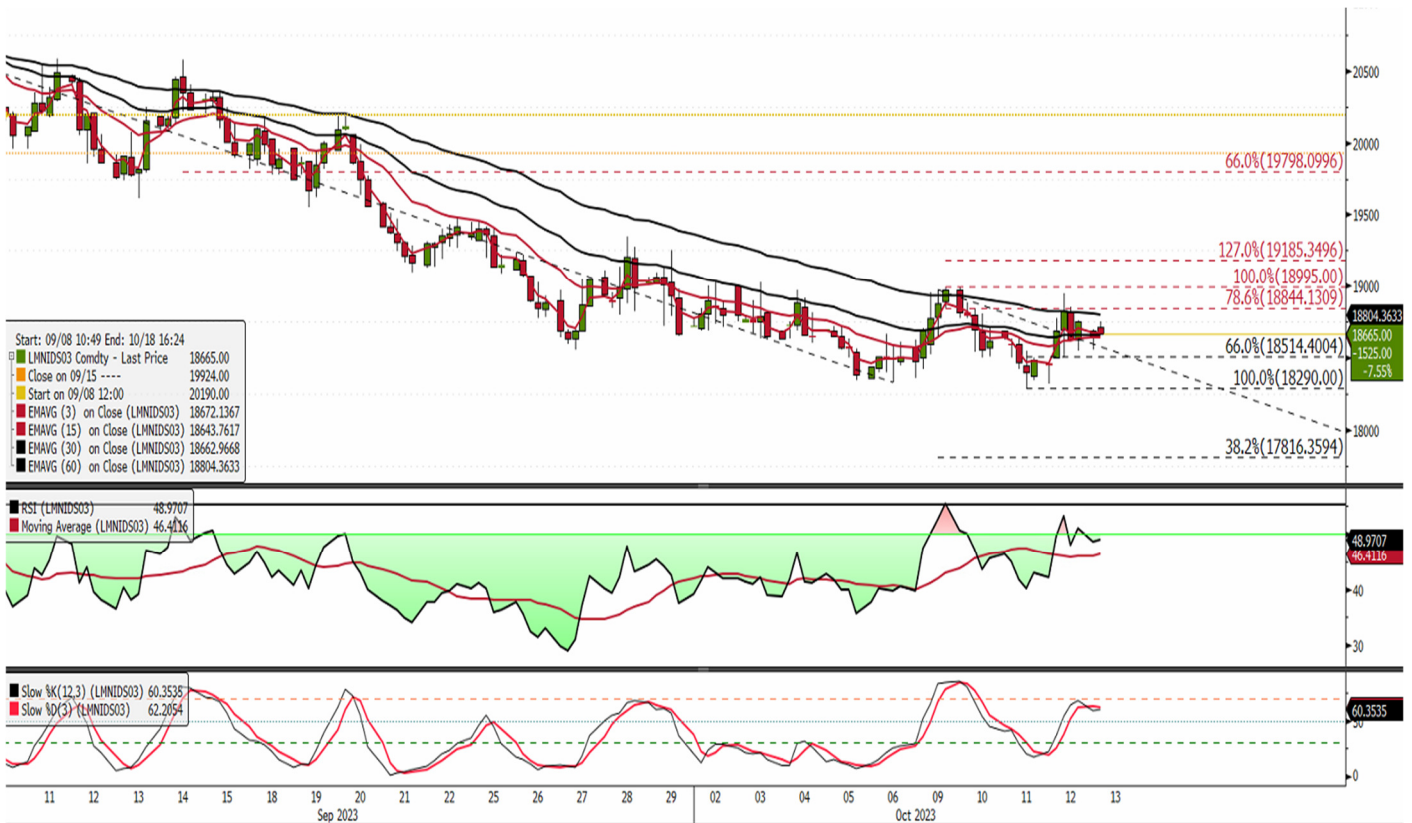 20500
20000
66.0%(19798.0996)
19500
127.0%(19185.3496)
100.0%(18995.00)
19000
78.6%(18844.1309)
18804.3633
18665.00
-1525.00
-7.55%
66.0%(18514.4004)
100.0%(18290.00)
18000
38.2%(17816.3594)
Start: 09/08 10:49 End: 10/18 16:24
LMNIDS03 Comdty - Last Price 18665.00
Close on 09/15 ---- 19924.00
Start on 09/08 12:00 20190.00
EMAVG (3) on Close (LMNIDS03) 18672.1367
EMAVG (15) on Close (LMNIDS03) 18643.7617
EMAVG (30) on Close (LMNIDS03) 18662.9668
EMAVG (60) on Close (LMNIDS03) 18804.3633
RSI (LMNIDS03) 48.9707
Moving Average (LMNIDS03) 46.4116
48.9707
46.4116
40
30
Slow %K(12,3) (LMNIDS03) 60.3535
Slow %D(3) (LMNIDS03) 62.2054
60.3535
50
0
11 12 13 14 15 18 19 20 21 22 25 26 27 28 29 02 03 04 05 06 09 10 11 12 13
Sep 2023 Oct 2023